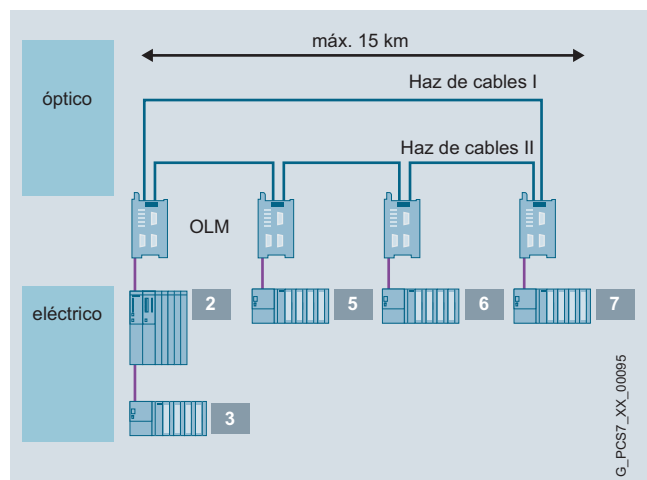 máx. 15 km
Haz de cables I
óptico
Haz de cables II
OLM
eléctrico
2
5
6
7
3
G_PCS7_XX_00095